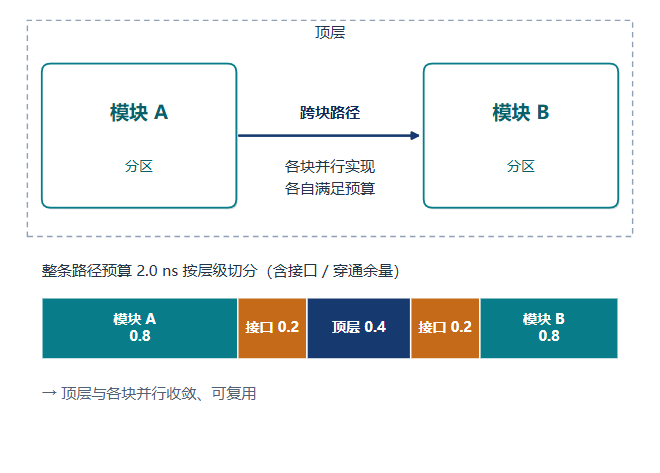 顶层
模块 A
分区
跨块路径
各块并行实现
各自满足预算
模块 B
分区
整条路径预算 2.0 ns 按层级切分（含接口 / 穿通余量）
模块 A
0.8
接口 0.2
顶层 0.4
接口 0.2
模块 B
0.8
→ 顶层与各块并行收敛、可复用